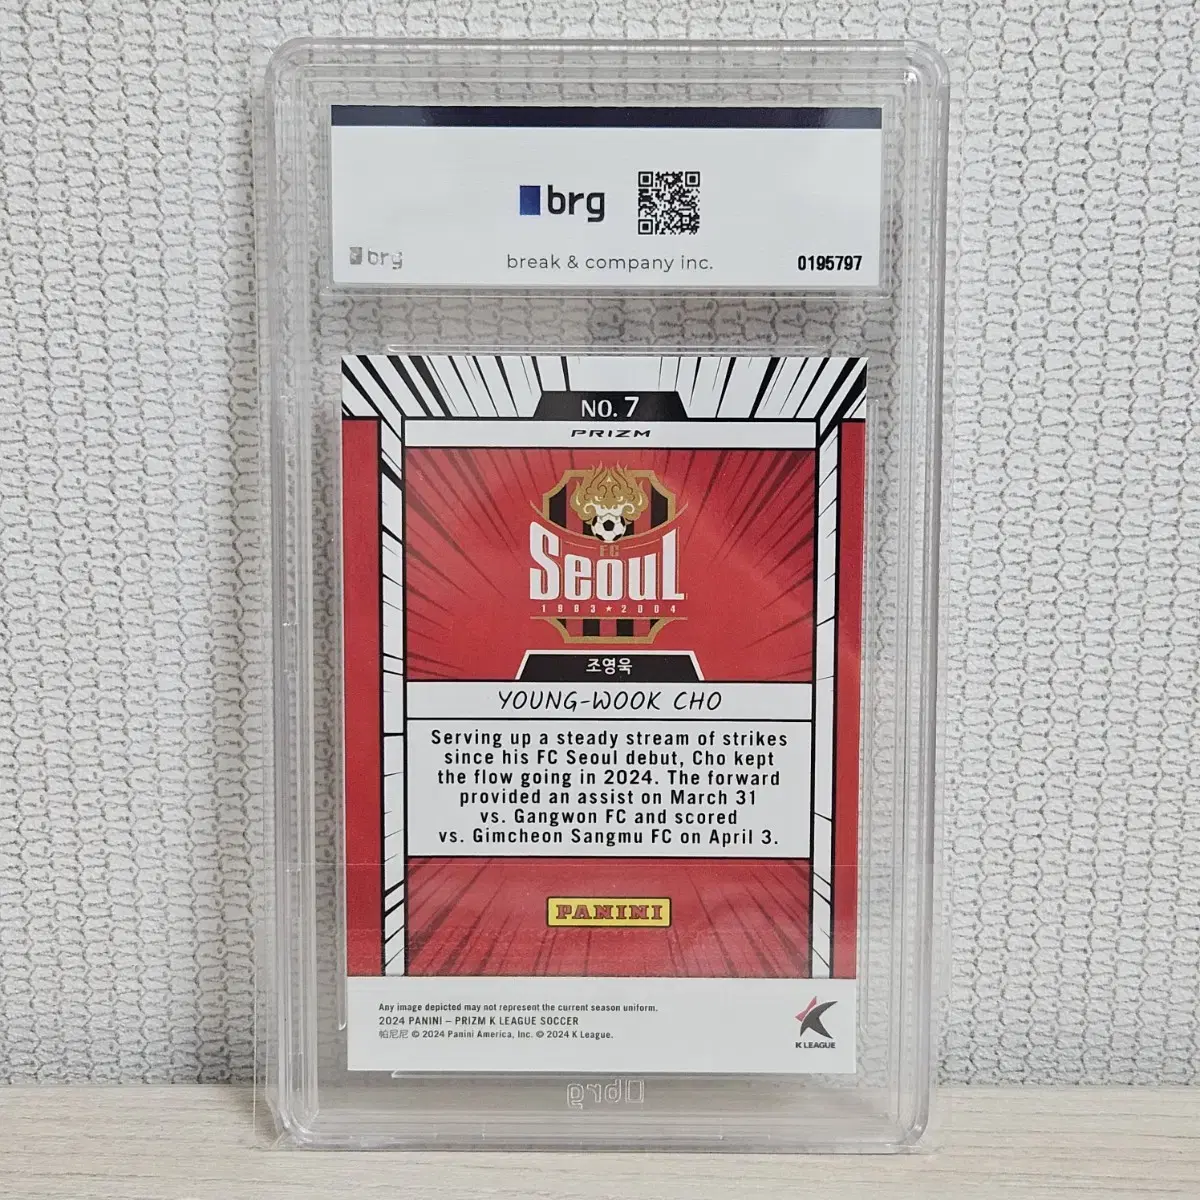 brg
brg
break & company inc.
0195797
NO. 7
PRIZM
FC
SEOUL
1983 ★ 2004
조영욱
YOUNG-WOOK CHO
Serving up a steady stream of strikes
since his FC Seoul debut, Cho kept
the flow going in 2024. The forward
provided an assist on March 31
vs. Gangwon FC and scored
vs. Gimcheon Sangmu FC on April 3.
PANINI
Any image depicted may not represent the current season uniform.
2024 PANINI – PRIZM K LEAGUE SOCCER
帕尼尼 © 2024 Panini America, Inc. © 2024 K League.
K LEAGUE
brg